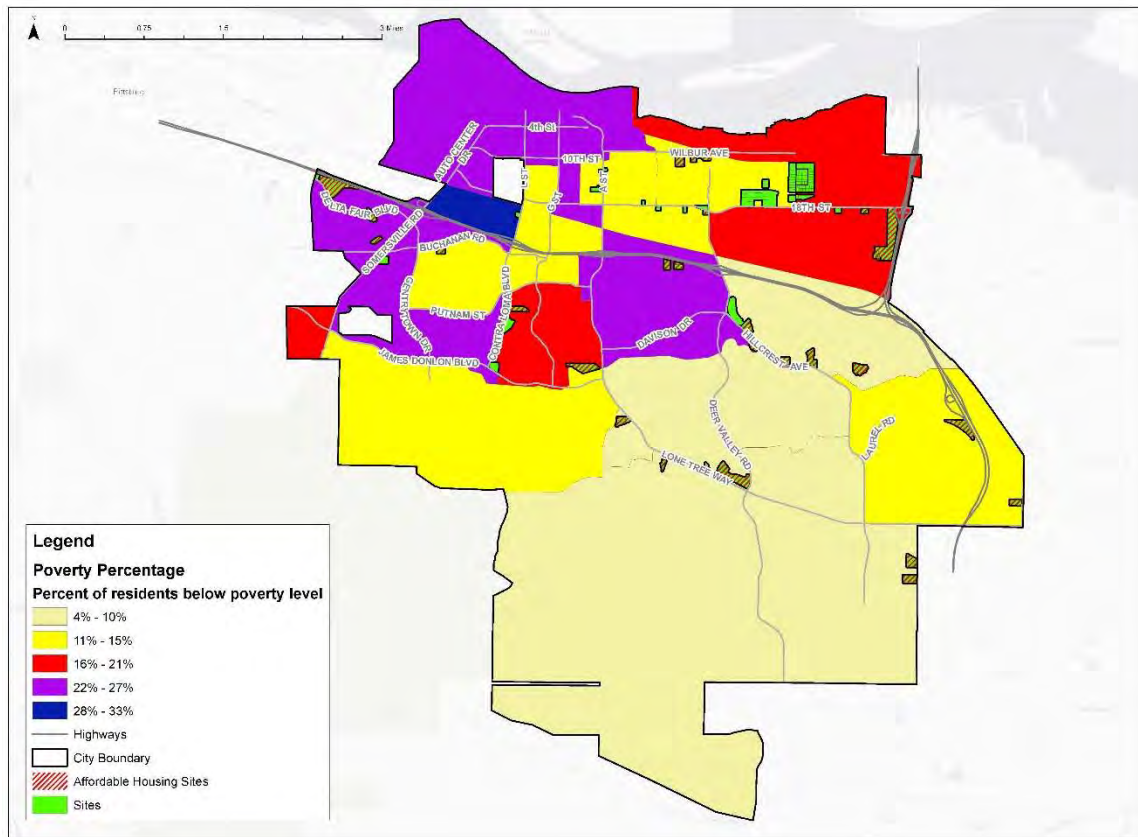 N
0 0.75 1.5 3 Miles
Pittsburg
4th St
AUTO CENTER DR
10TH ST
WILBUR AVE
L ST
G ST
A ST
18TH ST
DELTA FAIR BLVD
SOMERSVILLE RD
BUCHANAN RD
GENTRYTOWN DR
CONTRA LOMA BLVD
PUTNAM ST
DAVISON DR
JAMES DONLON BLVD
HILLCREST AVE
DEER VALLEY RD
LAUREL RD
LONE TREE WAY
Legend
Poverty Percentage
Percent of residents below poverty level
4% - 10%
11% - 15%
16% - 21%
22% - 27%
28% - 33%
Highways
City Boundary
Affordable Housing Sites
Sites